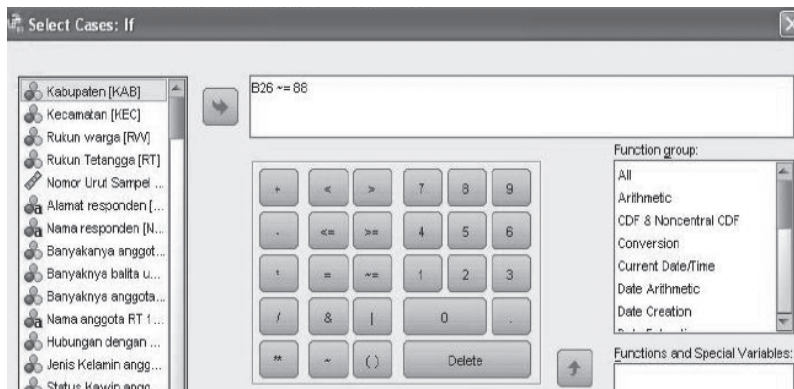 Select Cases: If
Kabupaten [KAB]
Kecamatan [KEC]
Rukun warga [RW]
Rukun Tetangga [RT]
Nomor Urut Sampel ...
Alamat responden [...
Nama responden [N...
Banyakanya anggot...
Banyaknya balita u...
Banyaknya anggota...
Nama anggota RT 1...
Hubungan dengan ...
Jenis Kelamin angg...
Status Kawin angg...
B26 ~= 88
+ < > 7 8 9
- <= >= 4 5 6
* = ~= 1 2 3
/ & | 0 .
** ~ ( ) Delete
Function group:
All
Arithmetic
CDF & Noncentral CDF
Conversion
Current Date/Time
Date Arithmetic
Date Creation
Functions and Special Variables: